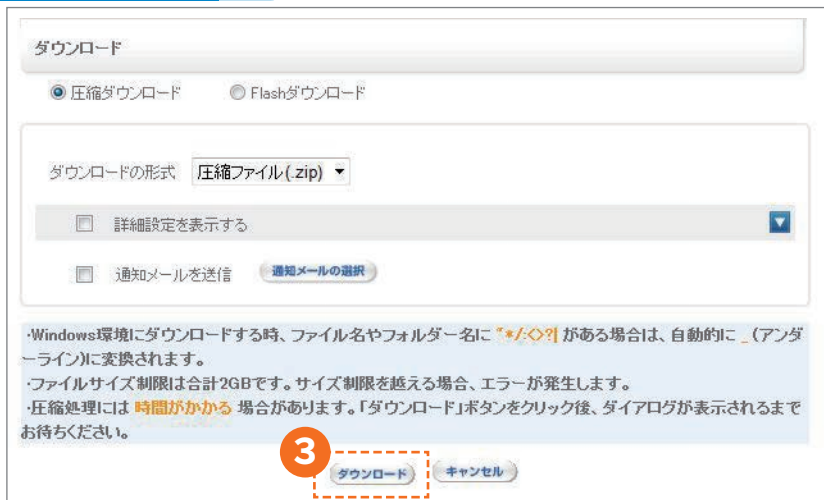 ダウンロード
圧縮ダウンロード Flashダウンロード
ダウンロードの形式 圧縮ファイル(.zip)
詳細設定を表示する
通知メールを送信 通知メールの選択
・Windows環境にダウンロードする時、ファイル名やフォルダー名に "*/:<>?| がある場合は、自動的に _ (アンダ
ーライン)に変換されます。
・ファイルサイズ制限は合計2GBです。サイズ制限を越える場合、エラーが発生します。
・圧縮処理には 時間がかかる 場合があります。「ダウンロード」ボタンをクリック後、ダイアログが表示されるまで
お待ちください。
3
ダウンロード キャンセル